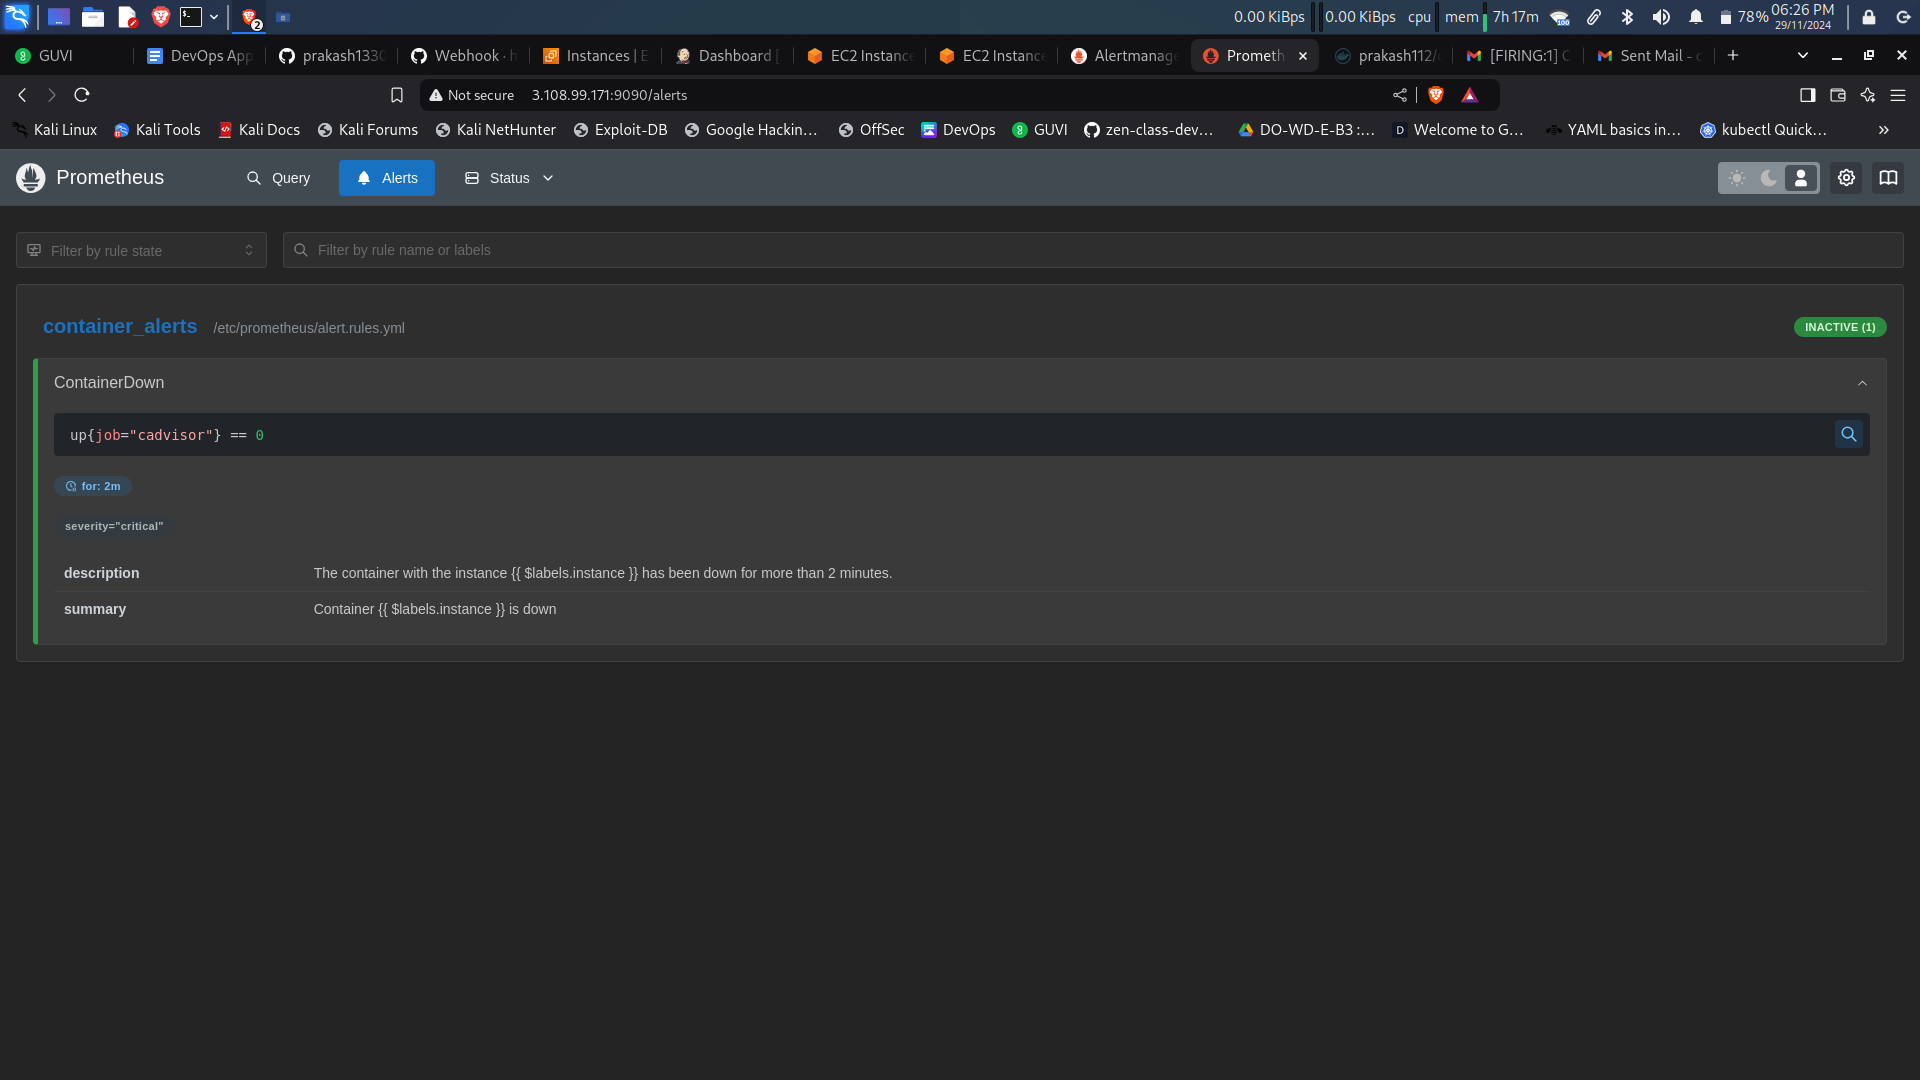 0.00 KiBps 0.00 KiBps cpu mem 7h 17m 78% 06:26 PM
29/11/2024
2
GUVI DevOps App prakash1330 Webhook · h Instances | E Dashboard [ EC2 Instance EC2 Instance Alertmanage Prometh prakash112/ [FIRING:1] C Sent Mail - c
Not secure 3.108.99.171:9090/alerts
Kali Linux Kali Tools Kali Docs Kali Forums Kali NetHunter Exploit-DB Google Hackin… OffSec DevOps GUVI zen-class-dev… DO-WD-E-B3 :… Welcome to G… YAML basics in… kubectl Quick… »
Prometheus Query Alerts Status
Filter by rule state Filter by rule name or labels
container_alerts /etc/prometheus/alert.rules.yml INACTIVE (1)
ContainerDown
up{job="cadvisor"} == 0
for: 2m
severity="critical"
description The container with the instance {{ $labels.instance }} has been down for more than 2 minutes.
summary Container {{ $labels.instance }} is down